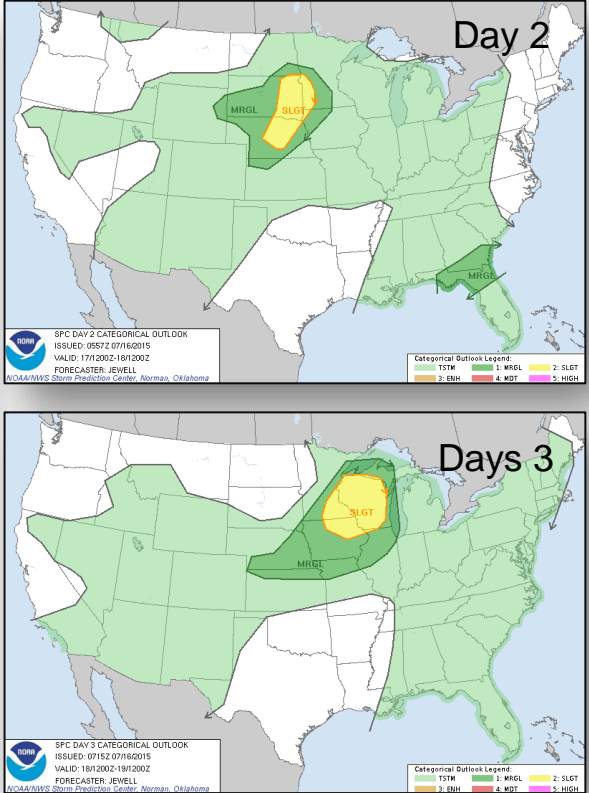 Day 2
MRGL
SLGT
MRGL
NOAA
SPC DAY 2 CATEGORICAL OUTLOOK
ISSUED: 0557Z 07/16/2015
VALID: 17/1200Z-18/1200Z
FORECASTER: JEWELL
NOAA/NWS Storm Prediction Center, Norman, Oklahoma
Categorical Outlook Legend:
TSTM 1: MRGL 2: SLGT
3: ENH 4: MDT 5: HIGH
Days 3
SLGT
MRGL
NOAA
SPC DAY 3 CATEGORICAL OUTLOOK
ISSUED: 0715Z 07/16/2015
VALID: 18/1200Z-19/1200Z
FORECASTER: JEWELL
NOAA/NWS Storm Prediction Center, Norman, Oklahoma
Categorical Outlook Legend:
TSTM 1: MRGL 2: SLGT
3: ENH 4: MDT 5: HIGH